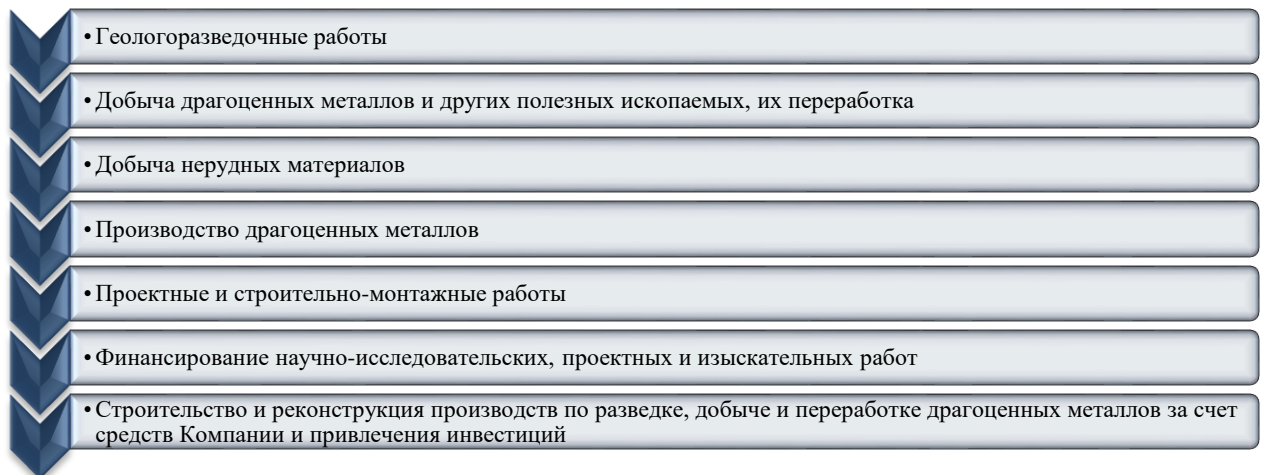 •Геологоразведочные работы
•Добыча драгоценных металлов и других полезных ископаемых, их переработка
•Добыча нерудных материалов
•Производство драгоценных металлов
•Проектные и строительно-монтажные работы
•Финансирование научно-исследовательских, проектных и изыскательных работ
•Строительство и реконструкция производств по разведке, добыче и переработке драгоценных металлов за счет
средств Компании и привлечения инвестиций